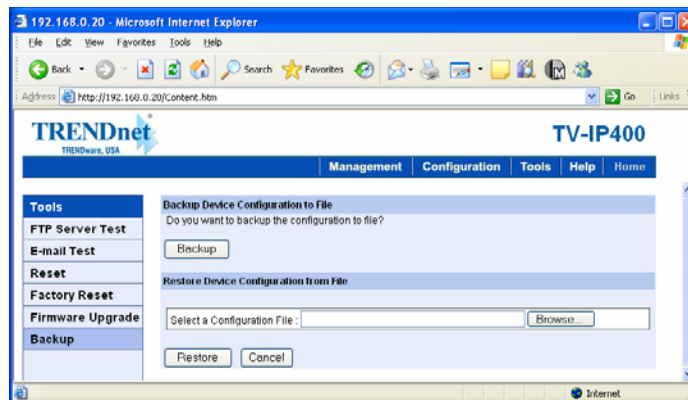 192.168.0.20 - Microsoft Internet Explorer
File Edit View Favorites Tools Help
Back Search Favorites
Address http://192.168.0.20/Content.htm Go Links
TRENDnet
TRENDware, USA
TV-IP400
Management Configuration Tools Help Home
Tools
FTP Server Test
E-mail Test
Reset
Factory Reset
Firmware Upgrade
Backup
Backup Device Configuration to File
Do you want to backup the configuration to file?
Backup
Restore Device Configuration from File
Select a Configuration File : Browse...
Restore Cancel
Internet